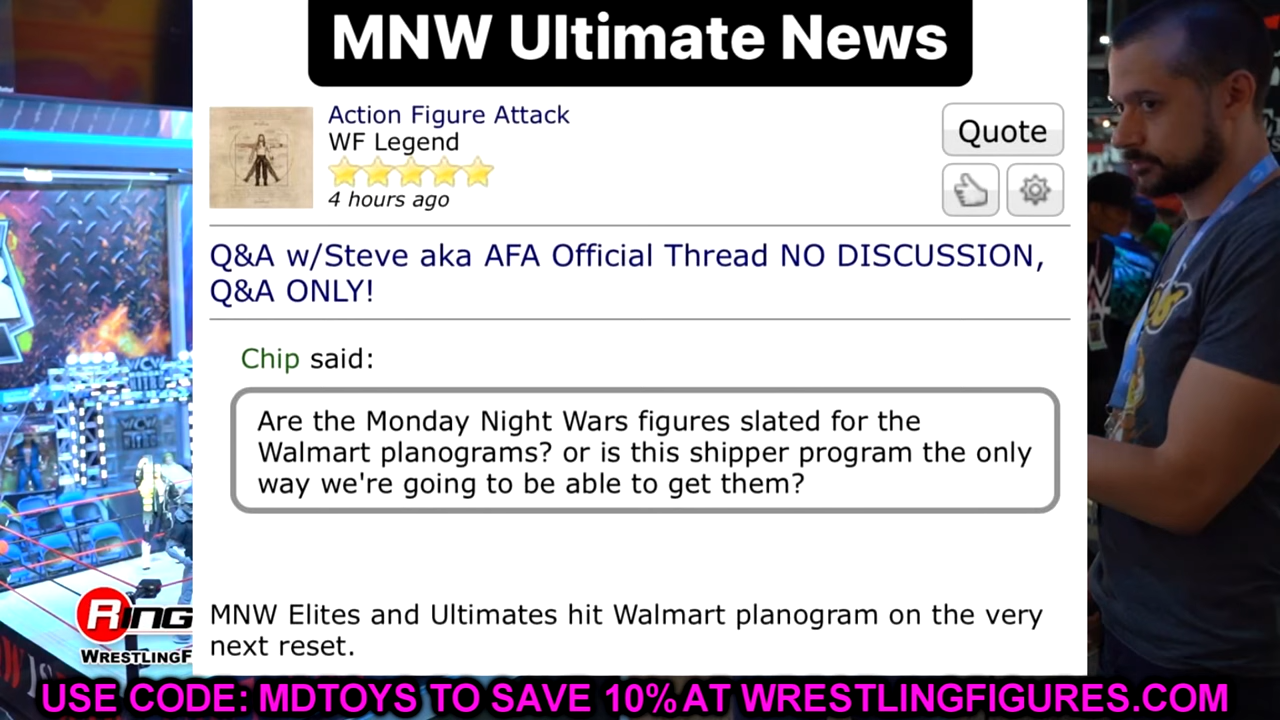 MNW Ultimate News
Action Figure Attack
WF Legend
4 hours ago
Quote
Q&A w/Steve aka AFA Official Thread NO DISCUSSION,
Q&A ONLY!
Chip said:
Are the Monday Night Wars figures slated for the
Walmart planograms? or is this shipper program the only
way we're going to be able to get them?
MNW Elites and Ultimates hit Walmart planogram on the very
next reset.
WCW
RING
WRESTLINGF
USE CODE: MDTOYS TO SAVE 10% AT WRESTLINGFIGURES.COM